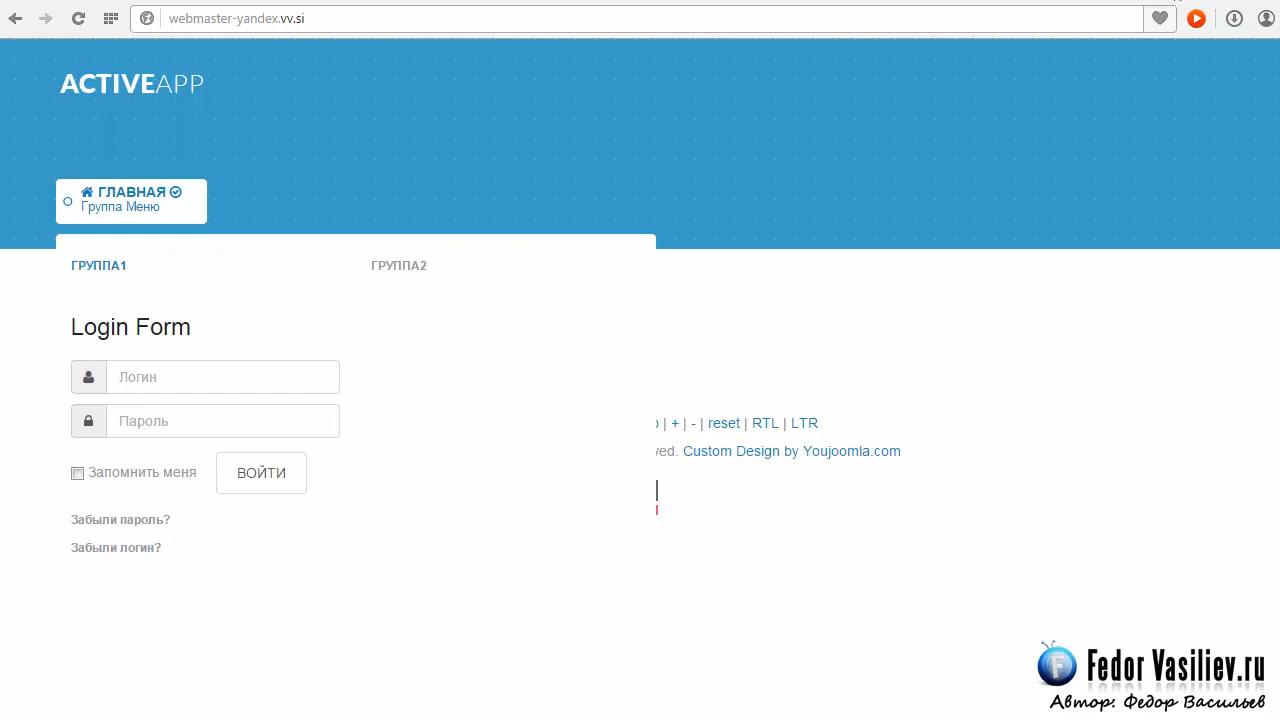 webmaster-yandex.vv.si
ACTIVEAPP
ГЛАВНАЯ
Группа Меню
ГРУППА1 ГРУППА2
Login Form
Логин
Пароль
Запомнить меня ВОЙТИ
Забыли пароль?
Забыли логин?
| + | - | reset | RTL | LTR
ved. Custom Design by Youjoomla.com
Fedor Vasiliev.ru
Автор: Федор Васильев